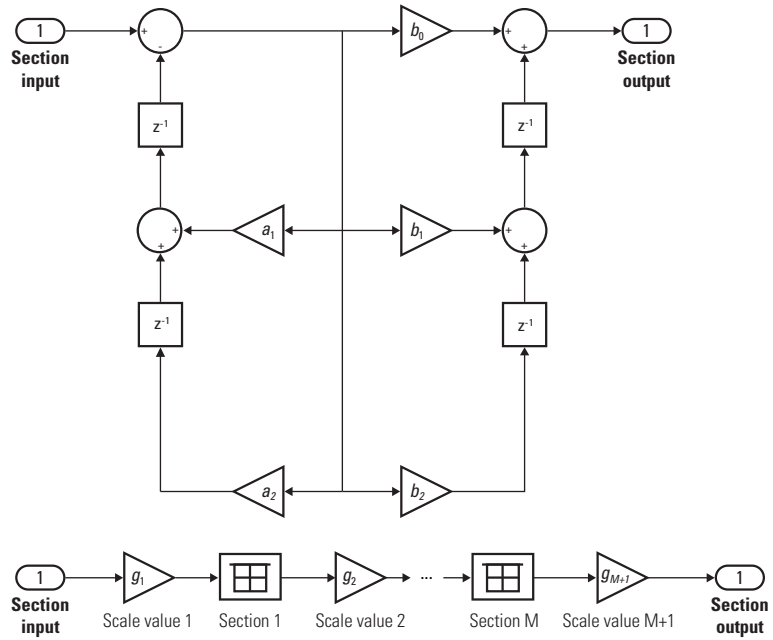 1
Section
input
+
-
b₀
+
+
1
Section
output
z⁻¹
z⁻¹
+
+
a₁
b₁
+
+
z⁻¹
z⁻¹
a₂
b₂
1
Section
input
g₁
Scale value 1
Section 1
g₂
Scale value 2
...
Section M
g_{M+1}
Scale value M+1
1
Section
output